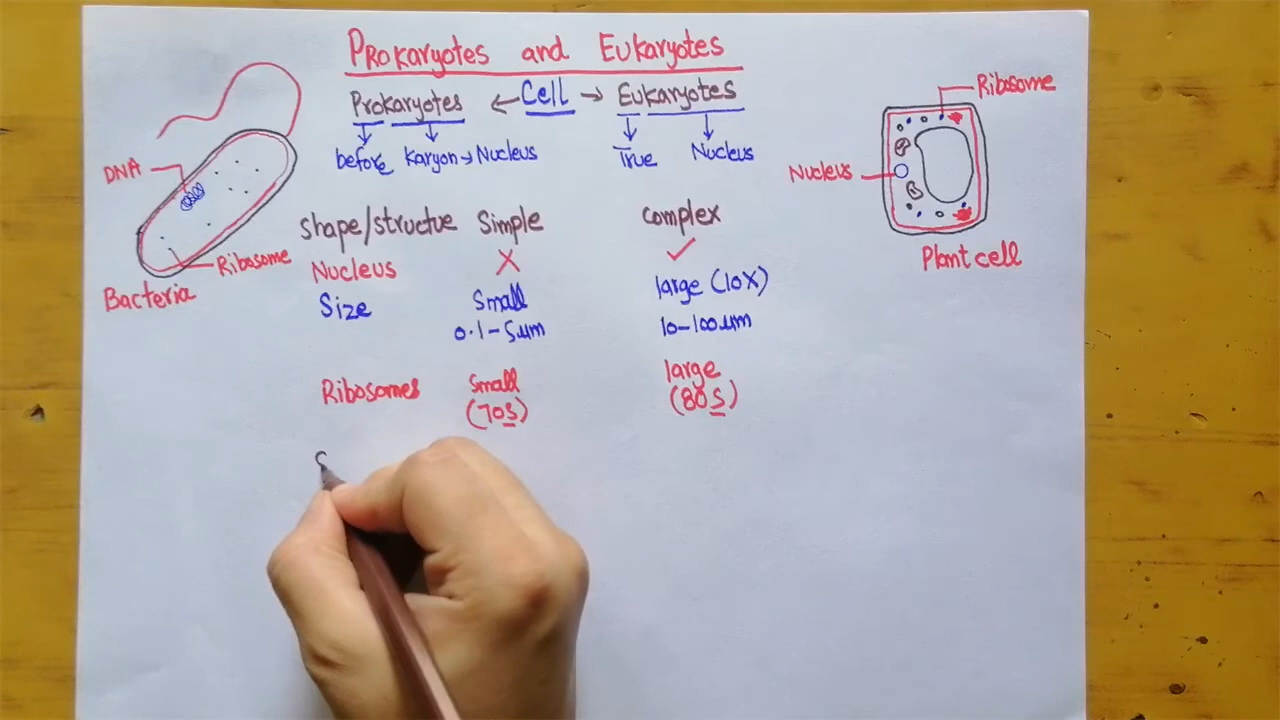 Prokaryotes and Eukaryotes
Prokaryotes ← Cell → Eukaryotes
before Karyon → Nucleus
True Nucleus
Ribosome
DNA
Nucleus
Ribosome
Bacteria
Plant cell
Shape/structue Simple complex
Nucleus X ✓
Size Small large (10X)
0.1-5µm 10-100µm
Ribosomes Small large
(70S) (80S)
S